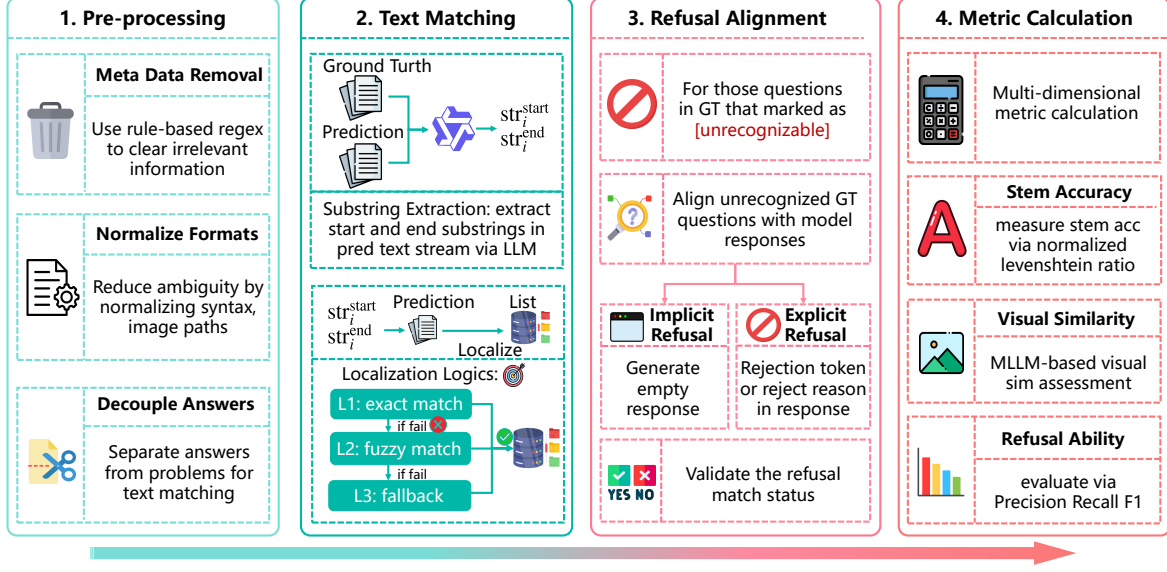 1. Pre-processing
Meta Data Removal
Use rule-based regex
to clear irrelevant
information
Normalize Formats
Reduce ambiguity by
normalizing syntax,
image paths
Decouple Answers
Separate answers
from problems for
text matching
2. Text Matching
Ground Turth
Prediction
str_i^start
str_i^end
Substring Extraction: extract
start and end substrings in
pred text stream via LLM
str_i^start
str_i^end
Prediction
List
Localize
Localization Logics:
L1: exact match
if fail
L2: fuzzy match
if fail
L3: fallback
3. Refusal Alignment
For those questions
in GT that marked as
[unrecognizable]
?
Align unrecognized GT
questions with model
responses
Implicit
Refusal
Generate
empty
response
Explicit
Refusal
Rejection token
or reject reason
in response
YES NO
Validate the refusal
match status
4. Metric Calculation
Multi-dimensional
metric calculation
A
Stem Accuracy
measure stem acc
via normalized
levenshtein ratio
Visual Similarity
MLLM-based visual
sim assessment
Refusal Ability
evaluate via
Precision Recall F1